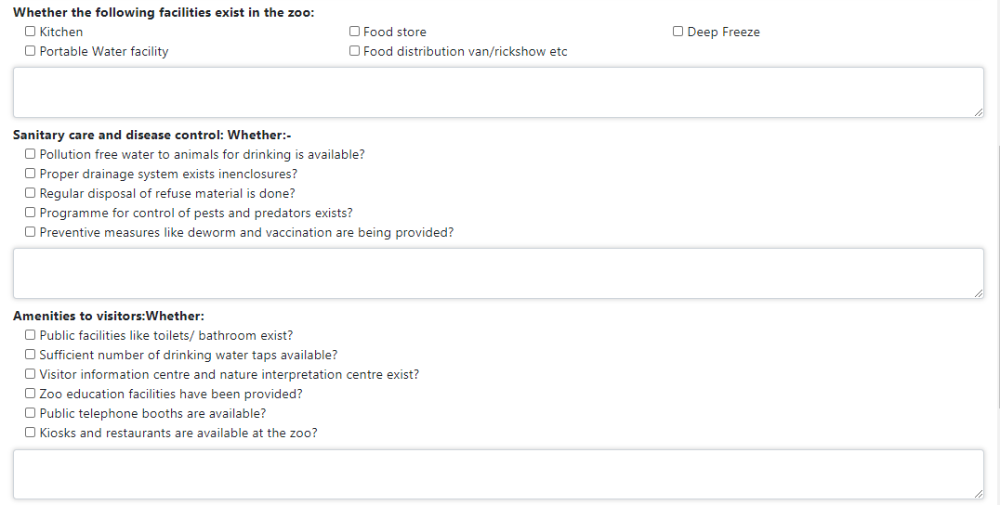 Whether the following facilities exist in the zoo:
Kitchen Food store Deep Freeze
Portable Water facility Food distribution van/rickshow etc
Sanitary care and disease control: Whether:-
Pollution free water to animals for drinking is available?
Proper drainage system exists inenclosures?
Regular disposal of refuse material is done?
Programme for control of pests and predators exists?
Preventive measures like deworm and vaccination are being provided?
Amenities to visitors:Whether:
Public facilities like toilets/ bathroom exist?
Sufficient number of drinking water taps available?
Visitor information centre and nature interpretation centre exist?
Zoo education facilities have been provided?
Public telephone booths are available?
Kiosks and restaurants are available at the zoo?